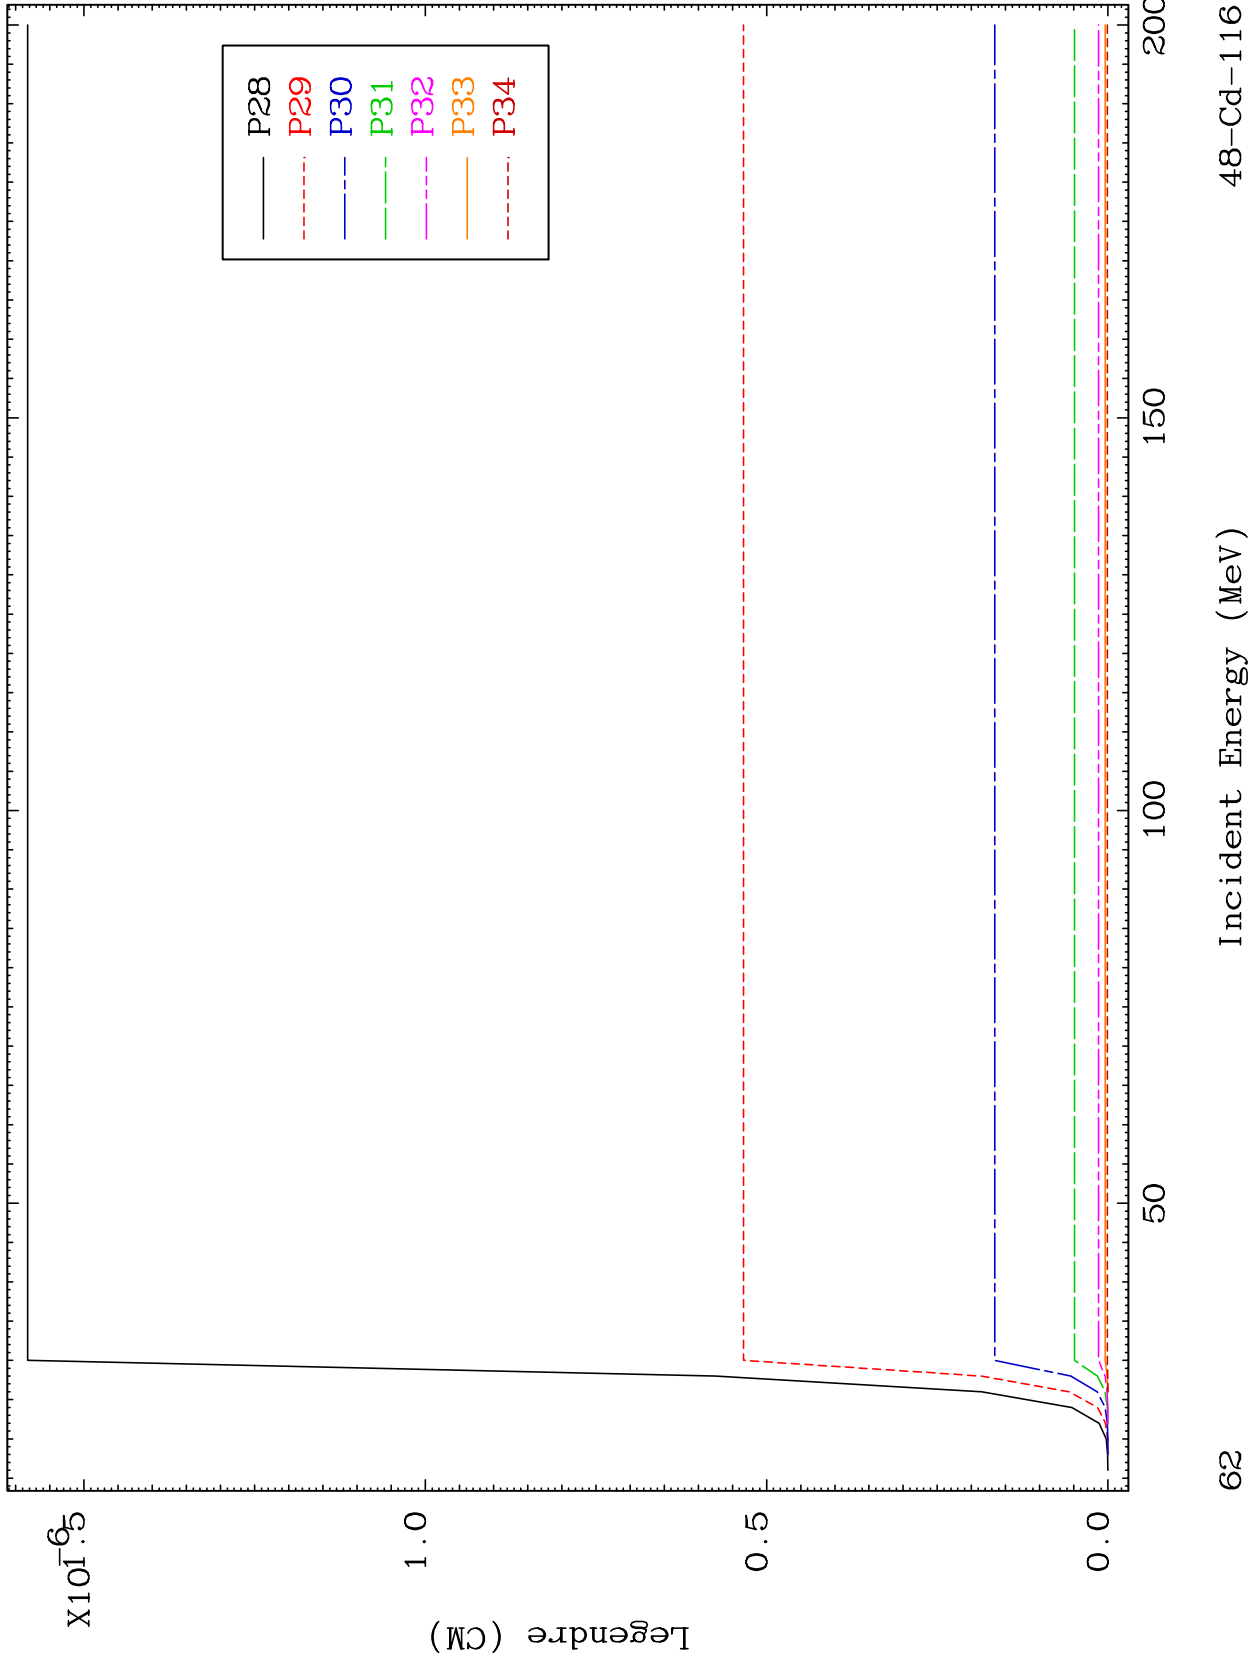 X10⁻⁶
1.5
1.0
0.5
0.0
Legendre (CM)
P28
P29
P30
P31
P32
P33
P34
50
100
150
200
Incident Energy (MeV)
62
48-Cd-116